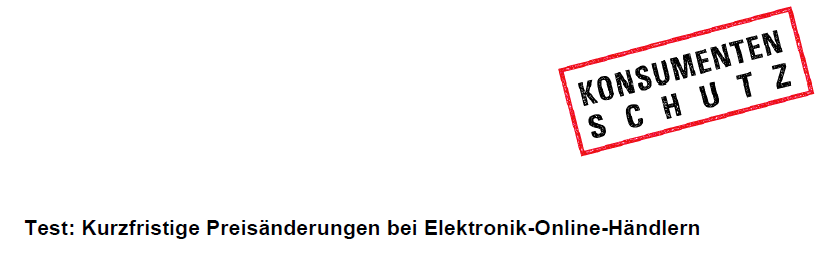 KONSUMENTEN
SCHUTZ
Test: Kurzfristige Preisänderungen bei Elektronik-Online-Händlern